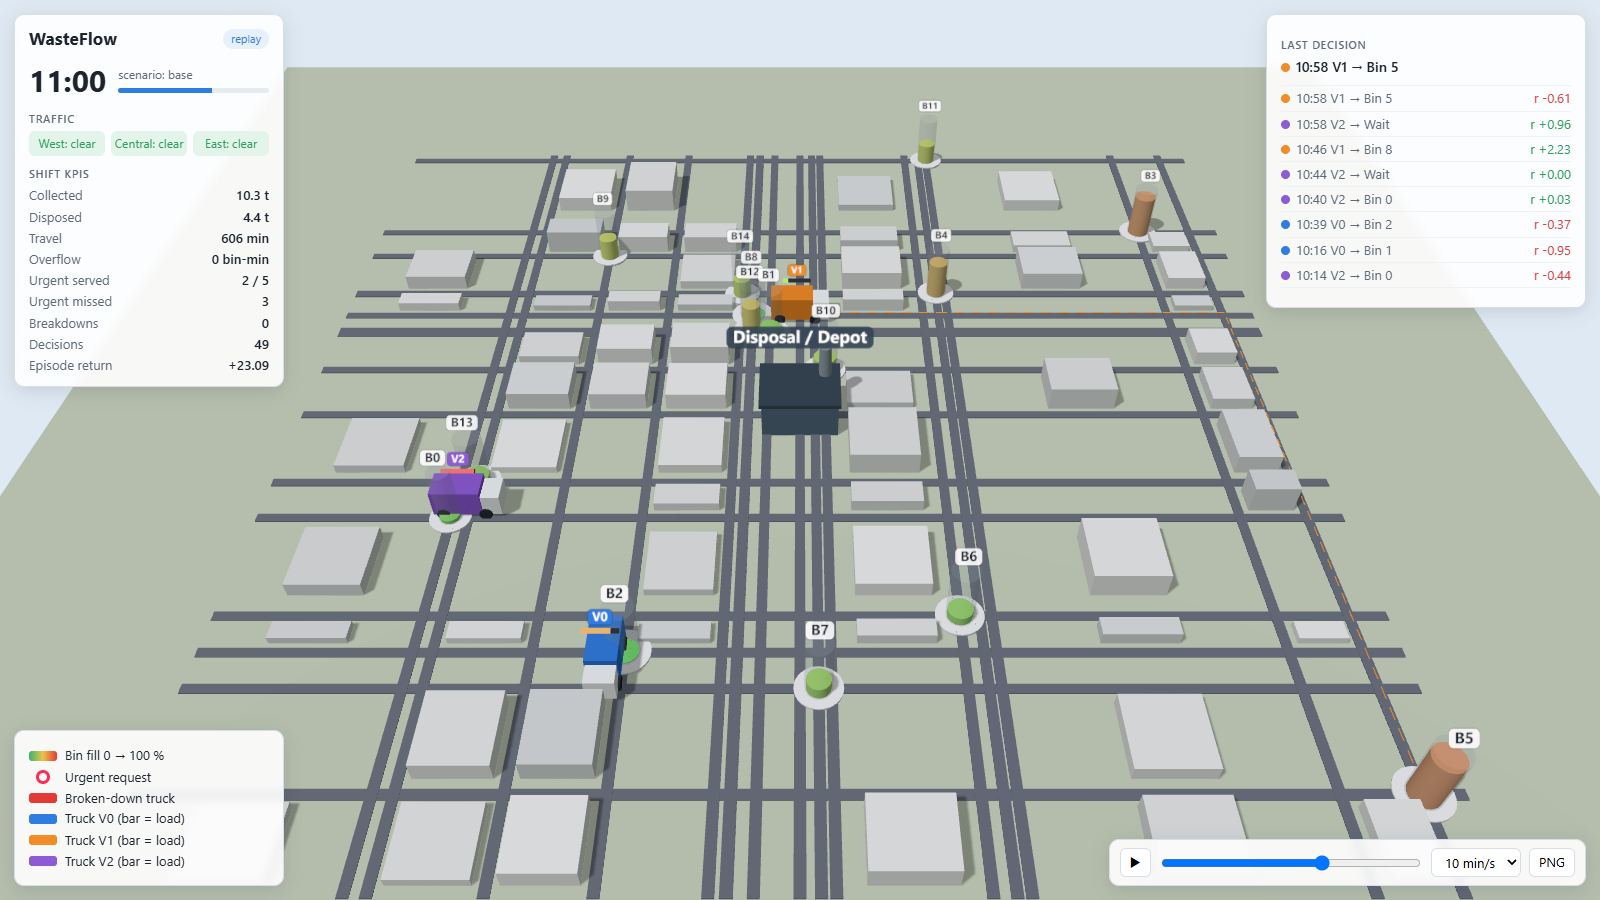 WasteFlow
replay
11:00
scenario: base
TRAFFIC
West: clear
Central: clear
East: clear
SHIFT KPIS
Collected 10.3 t
Disposed 4.4 t
Travel 606 min
Overflow 0 bin-min
Urgent served 2 / 5
Urgent missed 3
Breakdowns 0
Decisions 49
Episode return +23.09
LAST DECISION
10:58 V1 → Bin 5
10:58 V1 → Bin 5 r -0.61
10:58 V2 → Wait r +0.96
10:46 V1 → Bin 8 r +2.23
10:44 V2 → Wait r +0.00
10:40 V2 → Bin 0 r +0.03
10:39 V0 → Bin 2 r -0.37
10:16 V0 → Bin 1 r -0.95
10:14 V2 → Bin 0 r -0.44
B11
B3
B9
B14
B4
B8
B12
B1
V1
B10
Disposal / Depot
B13
B0
V2
B6
B2
V0
B7
B5
Bin fill 0 → 100 %
Urgent request
Broken-down truck
Truck V0 (bar = load)
Truck V1 (bar = load)
Truck V2 (bar = load)
10 min/s
PNG